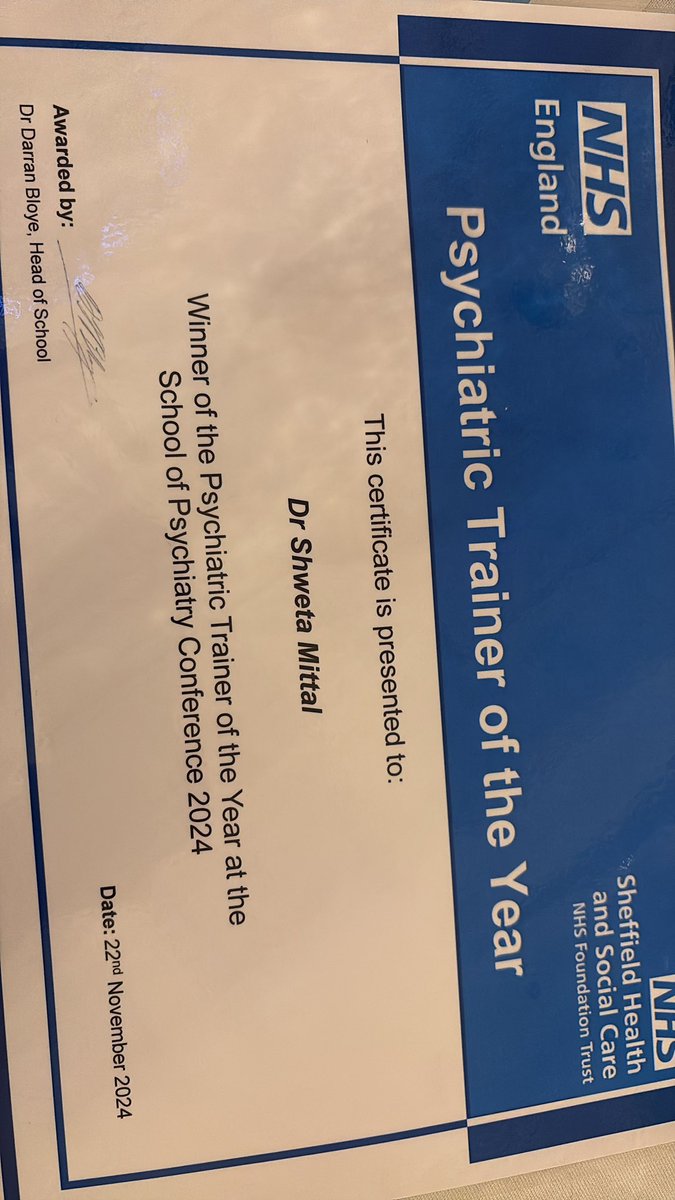 NHS
England
NHS
Sheffield Health
and Social Care
NHS Foundation Trust
Psychiatric Trainer of the Year
This certificate is presented to:
Dr Shweta Mittal
Winner of the Psychiatric Trainer of the Year at the
School of Psychiatry Conference 2024
Awarded by:
Dr Darran Bloye, Head of School
Date: 22nd November 2024